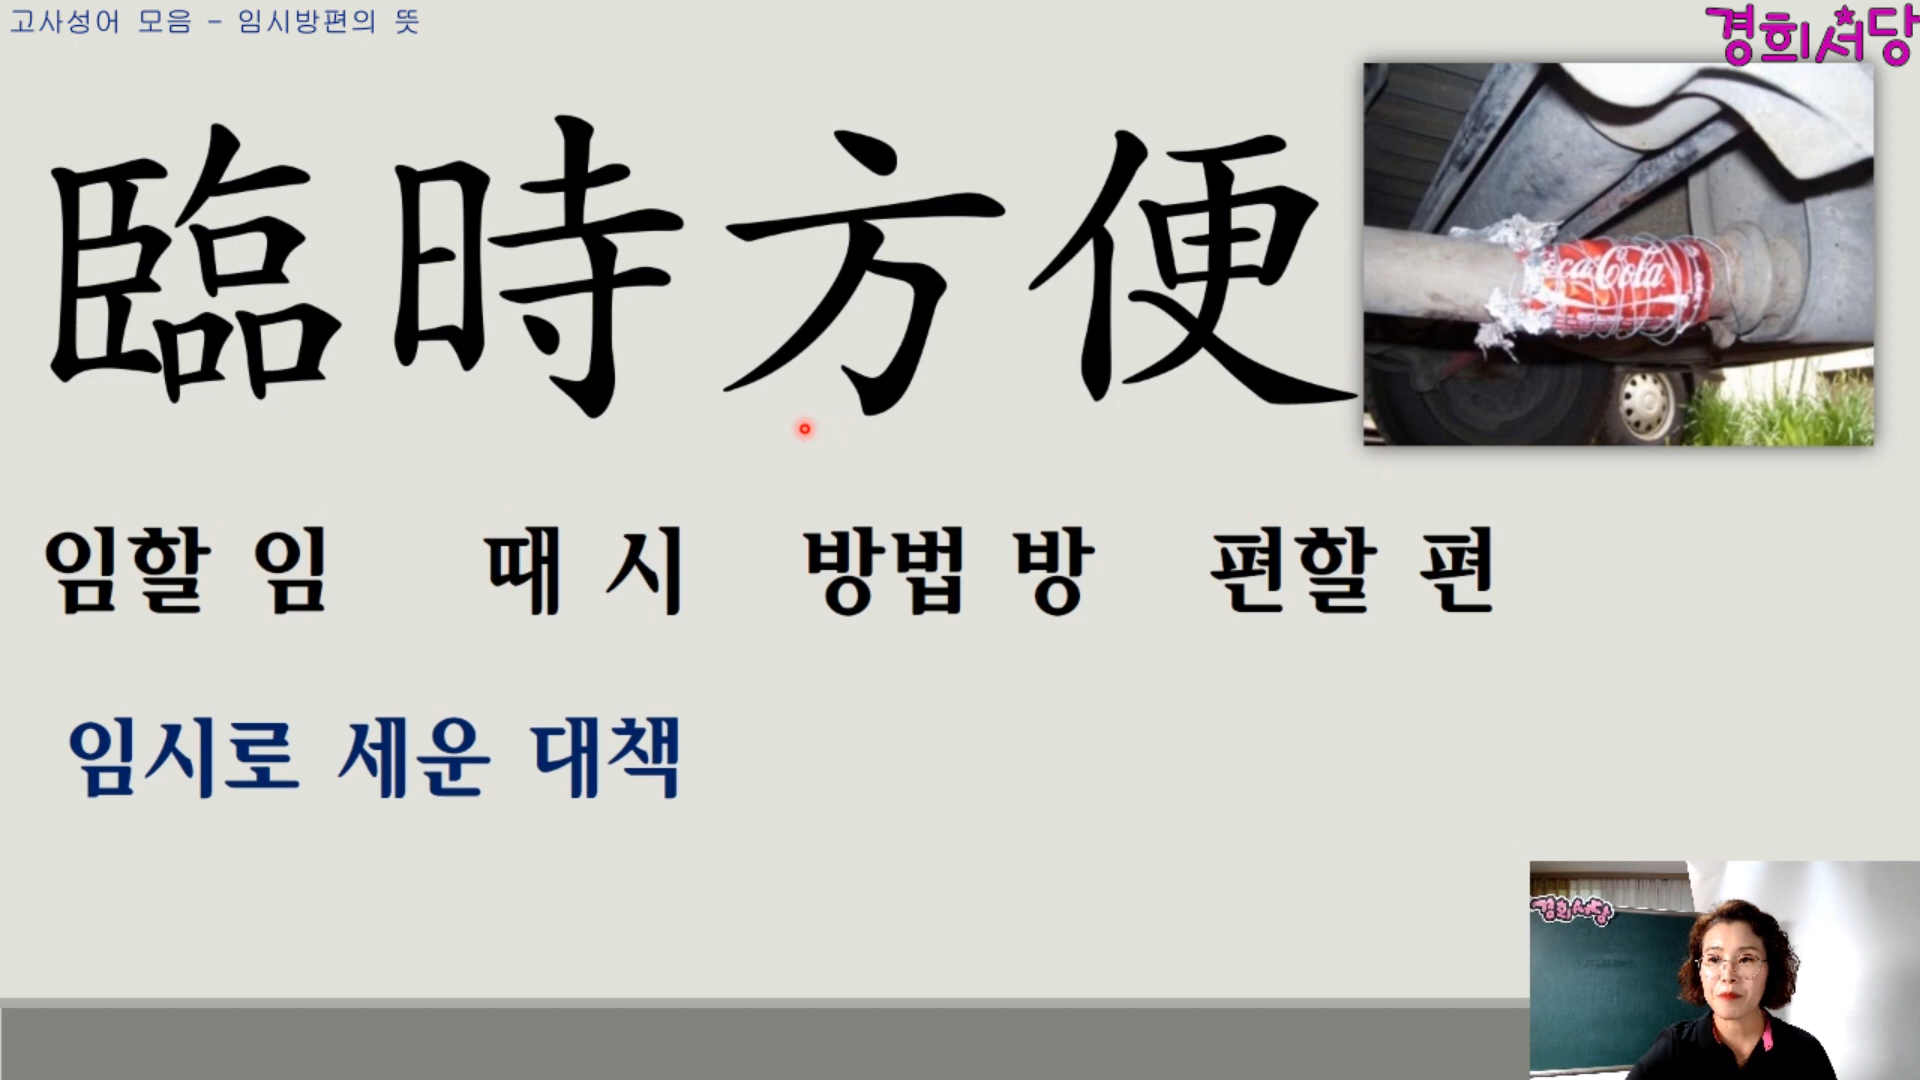 고사성어 모음 - 임시방편의 뜻
경희서당
臨時方便
Coca-Cola
임할 임 때 시 방법 방 편할 편
임시로 세운 대책
경희서당